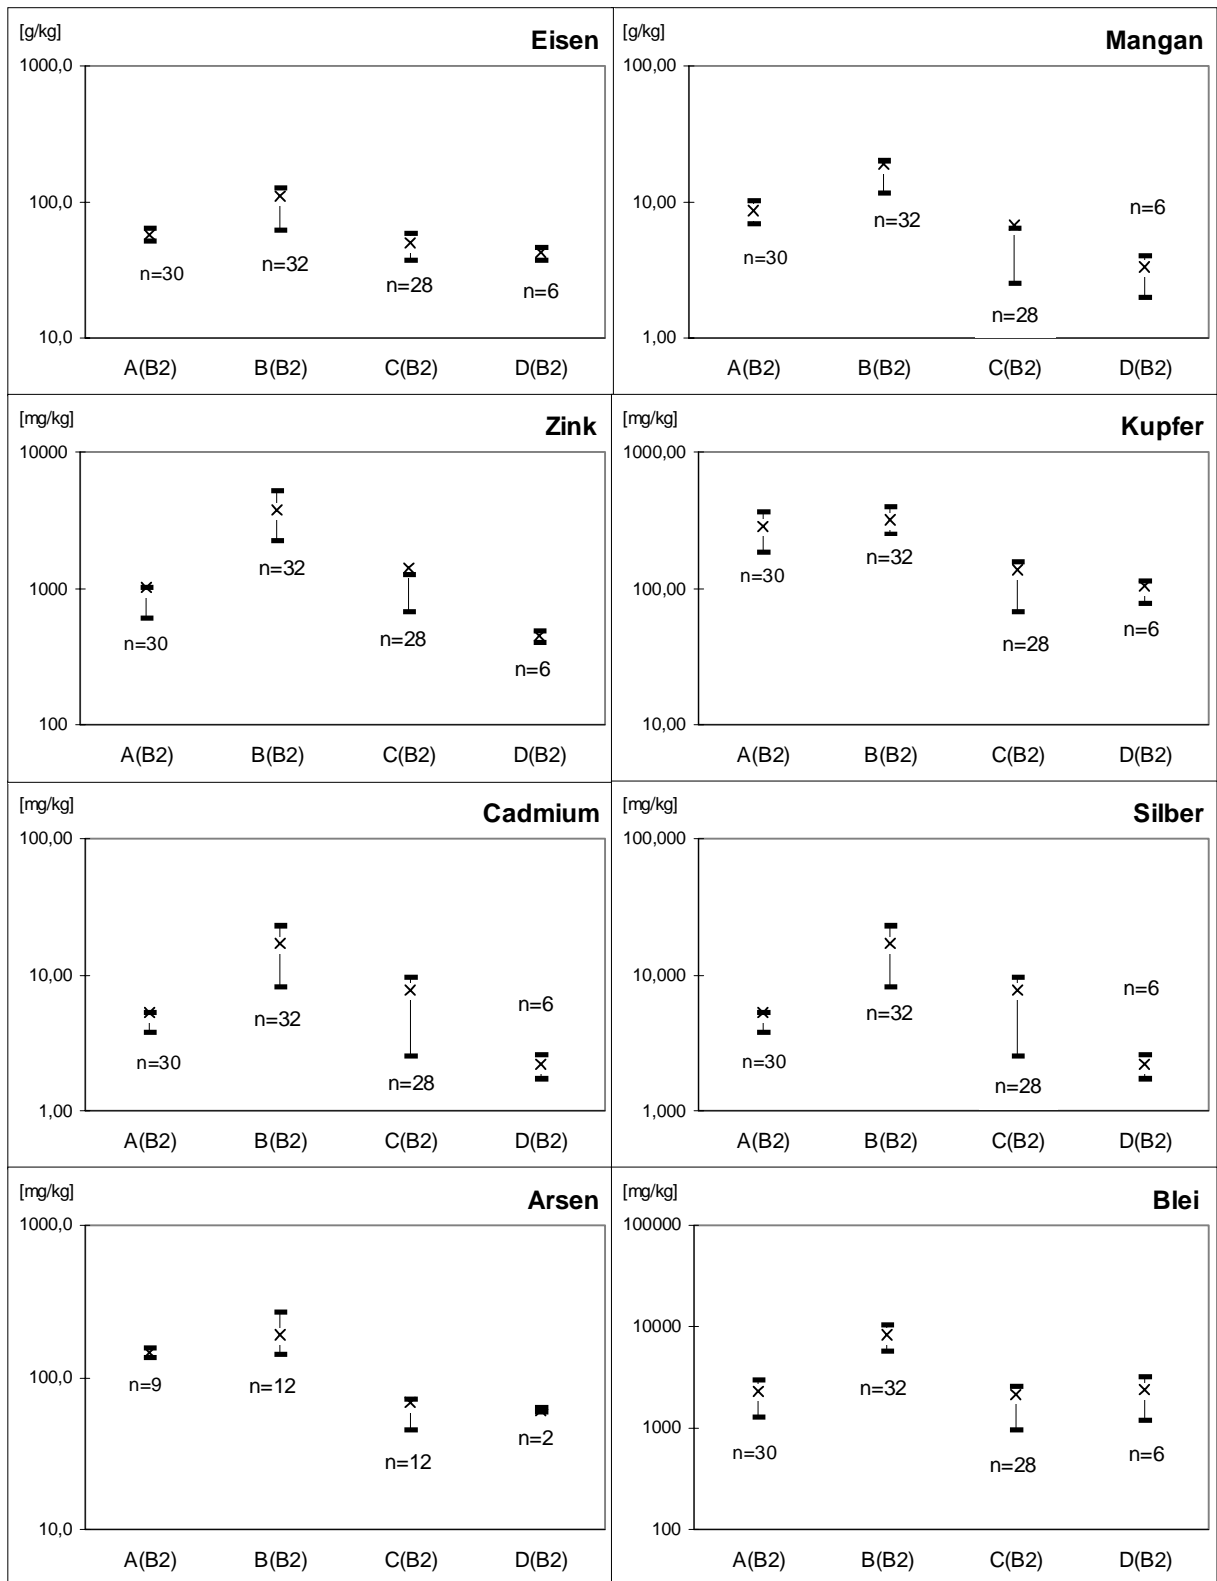 [g/kg] Eisen
1000,0
100,0
10,0
n=30 n=32 n=28 n=6
A(B2) B(B2) C(B2) D(B2)
[g/kg] Mangan
100,00
10,00
1,00
n=30 n=32 n=28 n=6
A(B2) B(B2) C(B2) D(B2)
[mg/kg] Zink
10000
1000
100
n=30 n=32 n=28 n=6
A(B2) B(B2) C(B2) D(B2)
[mg/kg] Kupfer
1000,00
100,00
10,00
n=30 n=32 n=28 n=6
A(B2) B(B2) C(B2) D(B2)
[mg/kg] Cadmium
100,00
10,00
1,00
n=30 n=32 n=28 n=6
A(B2) B(B2) C(B2) D(B2)
[mg/kg] Silber
100,000
10,000
1,000
n=30 n=32 n=28 n=6
A(B2) B(B2) C(B2) D(B2)
[mg/kg] Arsen
1000,0
100,0
10,0
n=9 n=12 n=12 n=2
A(B2) B(B2) C(B2) D(B2)
[mg/kg] Blei
100000
10000
1000
100
n=30 n=32 n=28 n=6
A(B2) B(B2) C(B2) D(B2)